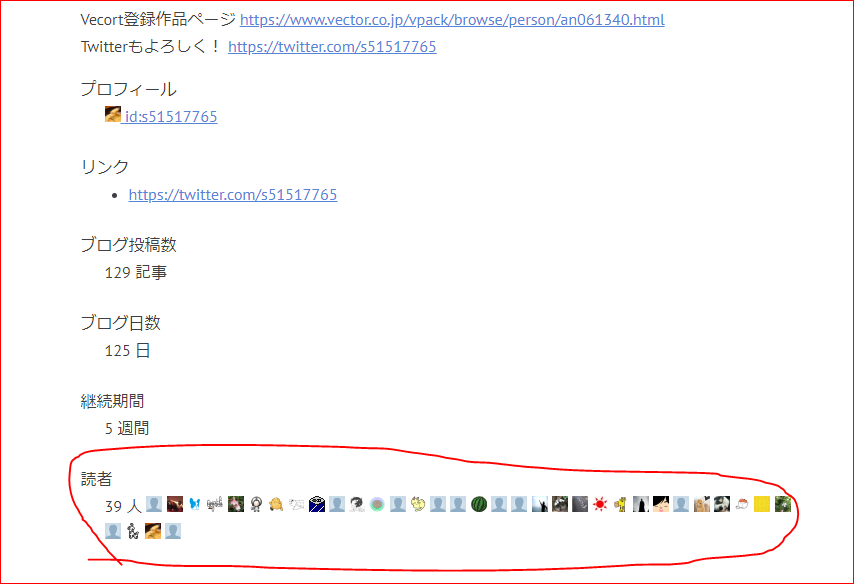 Vecort登録作品ページ https://www.vector.co.jp/vpack/browse/person/an061340.html
Twitterもよろしく！ https://twitter.com/s51517765
プロフィール
id:s51517765
リンク
• https://twitter.com/s51517765
ブログ投稿数
129 記事
ブログ日数
125 日
継続期間
5 週間
読者
39 人